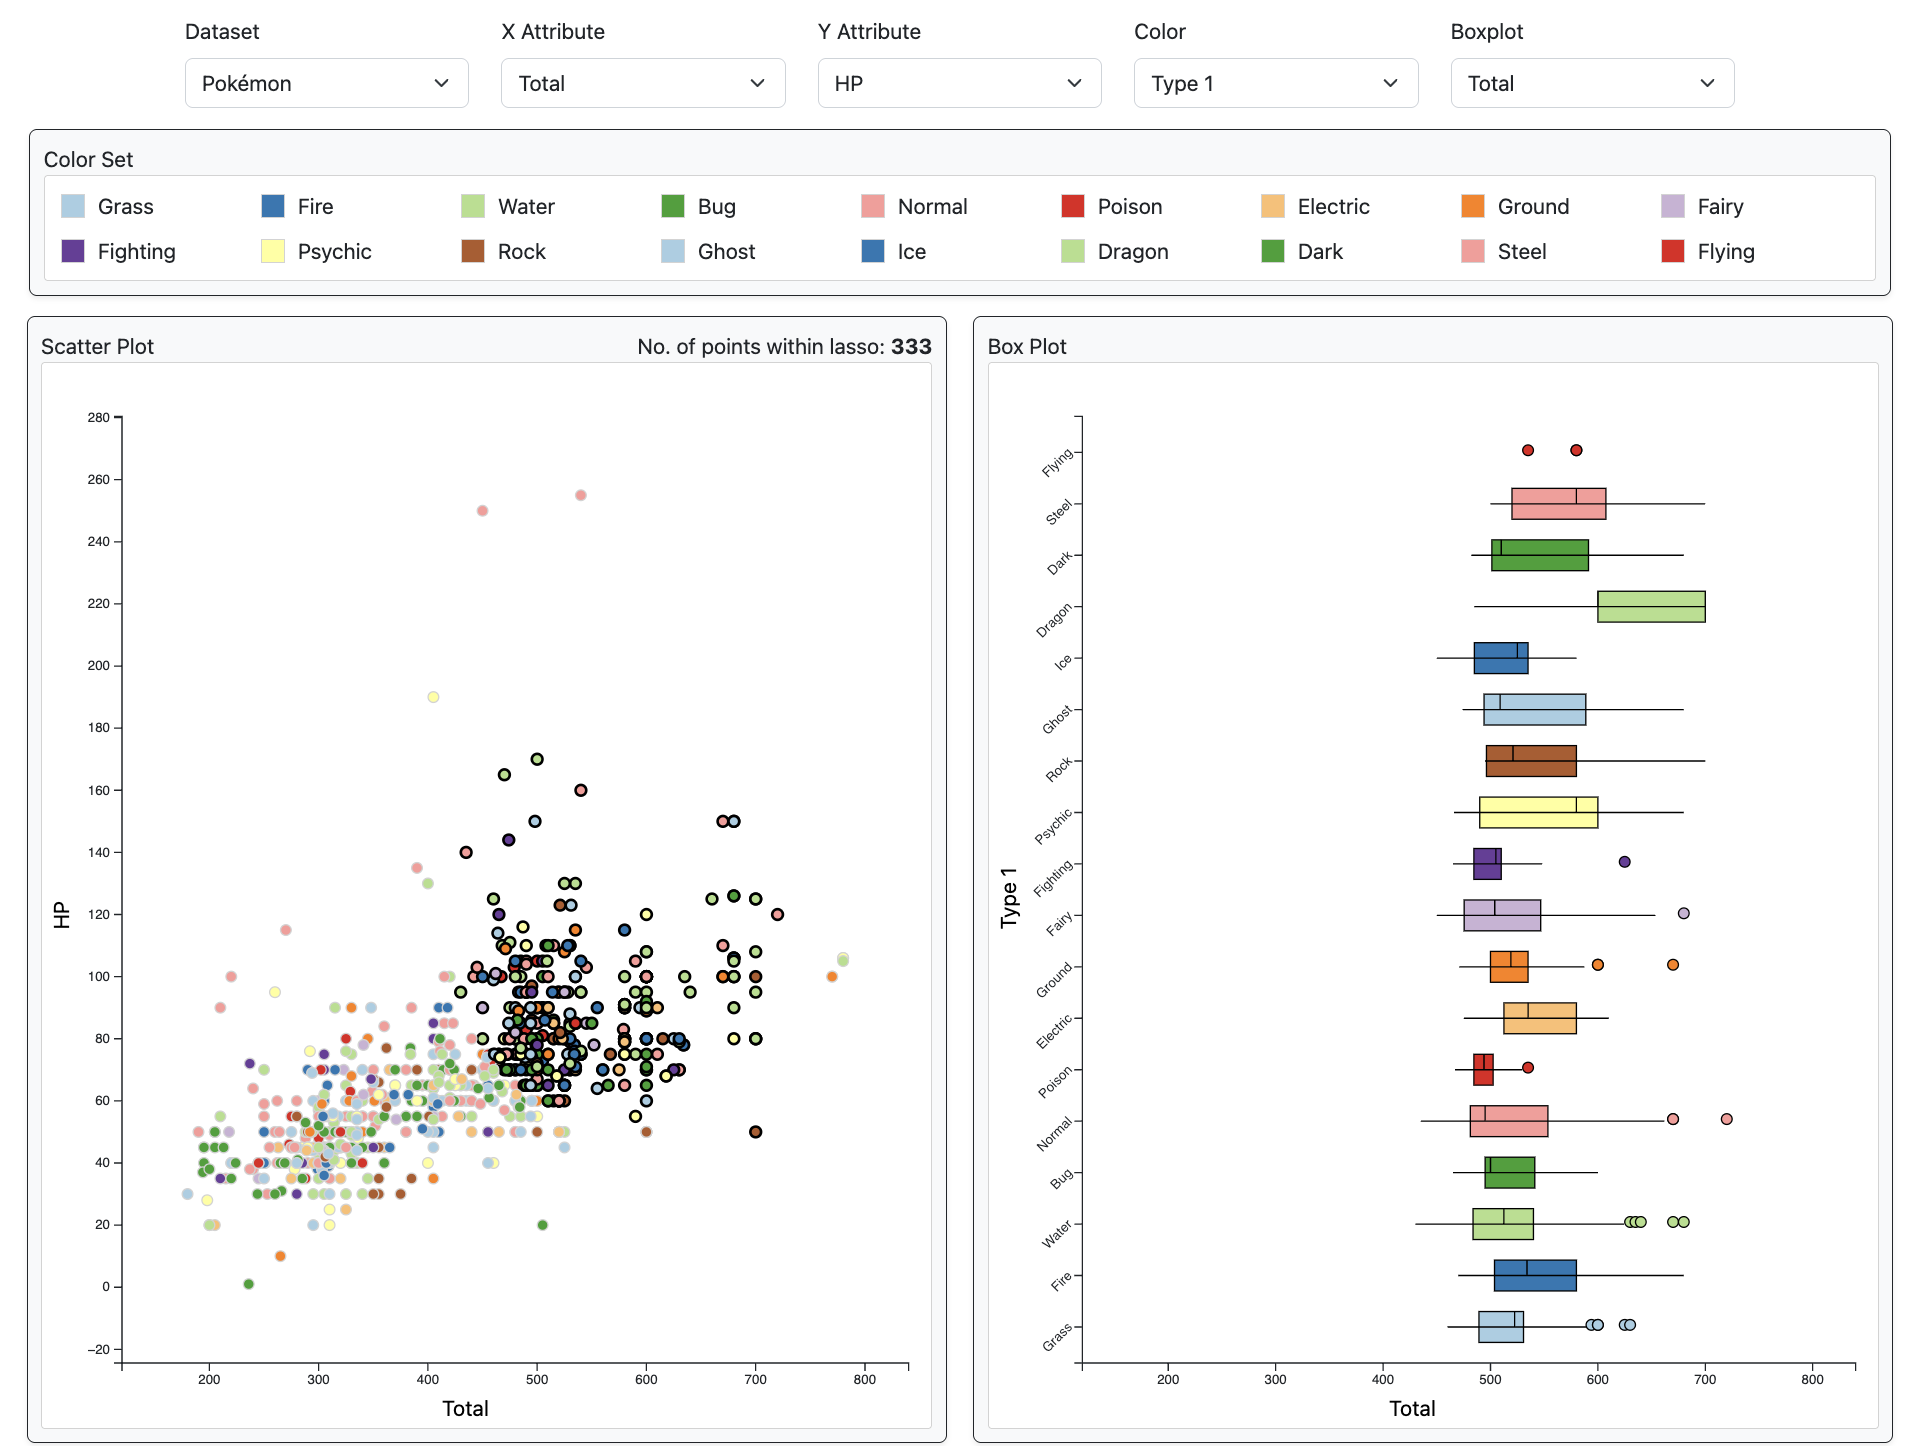 Dataset X Attribute Y Attribute Color Boxplot
Pokémon Total HP Type 1 Total
Color Set
Grass Fire Water Bug Normal Poison Electric Ground Fairy
Fighting Psychic Rock Ghost Ice Dragon Dark Steel Flying
Scatter Plot No. of points within lasso: 333
280
260
240
220
200
180
160
140
120
100
80
60
40
20
0
−20
HP
200 300 400 500 600 700 800
Total
Box Plot
Flying
Steel
Dark
Dragon
Ice
Ghost
Rock
Psychic
Fighting
Fairy
Ground
Electric
Poison
Normal
Bug
Water
Fire
Grass
Type 1
200 300 400 500 600 700 800
Total